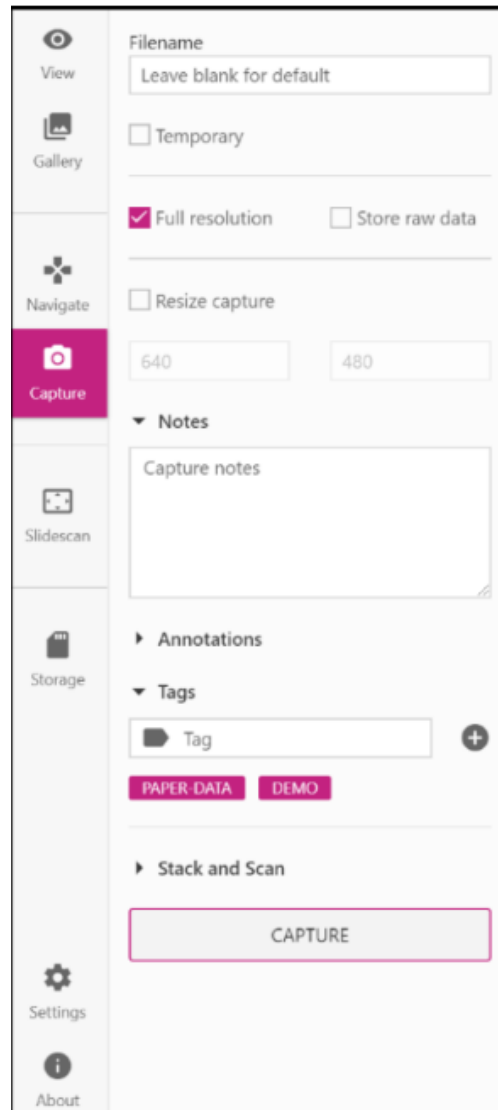 View
Gallery
Navigate
Capture
Slidescan
Storage
Settings
About
Filename
Leave blank for default
Temporary
Full resolution
Store raw data
Resize capture
640
480
Notes
Capture notes
Annotations
Tags
Tag
PAPER-DATA
DEMO
Stack and Scan
CAPTURE